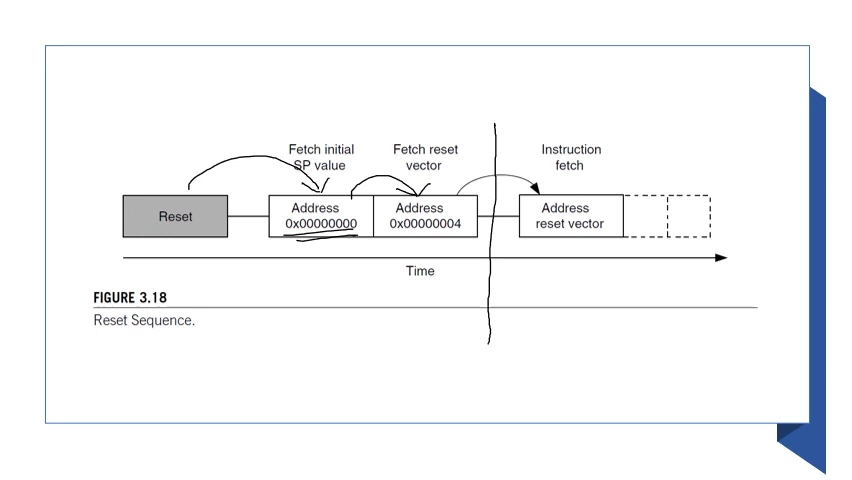 Fetch initial
SP value
Fetch reset
vector
Instruction
fetch
Reset
Address
0x00000000
Address
0x00000004
Address
reset vector
Time
FIGURE 3.18
Reset Sequence.